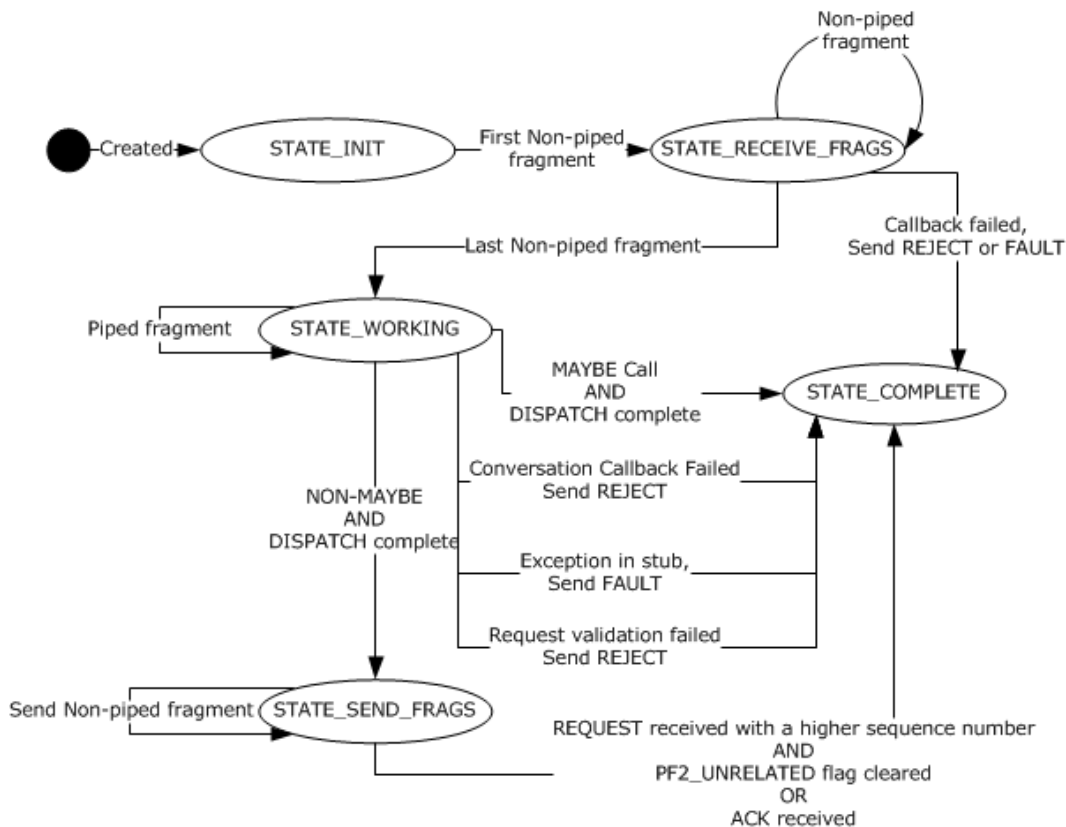 Non-piped
fragment
Created
STATE_INIT
First Non-piped
fragment
STATE_RECEIVE_FRAGS
Callback failed,
Send REJECT or FAULT
Last Non-piped fragment
Piped fragment
STATE_WORKING
MAYBE Call
AND
DISPATCH complete
STATE_COMPLETE
Conversation Callback Failed
Send REJECT
NON-MAYBE
AND
DISPATCH complete
Exception in stub,
Send FAULT
Request validation failed
Send REJECT
Send Non-piped fragment
STATE_SEND_FRAGS
REQUEST received with a higher sequence number
AND
PF2_UNRELATED flag cleared
OR
ACK received